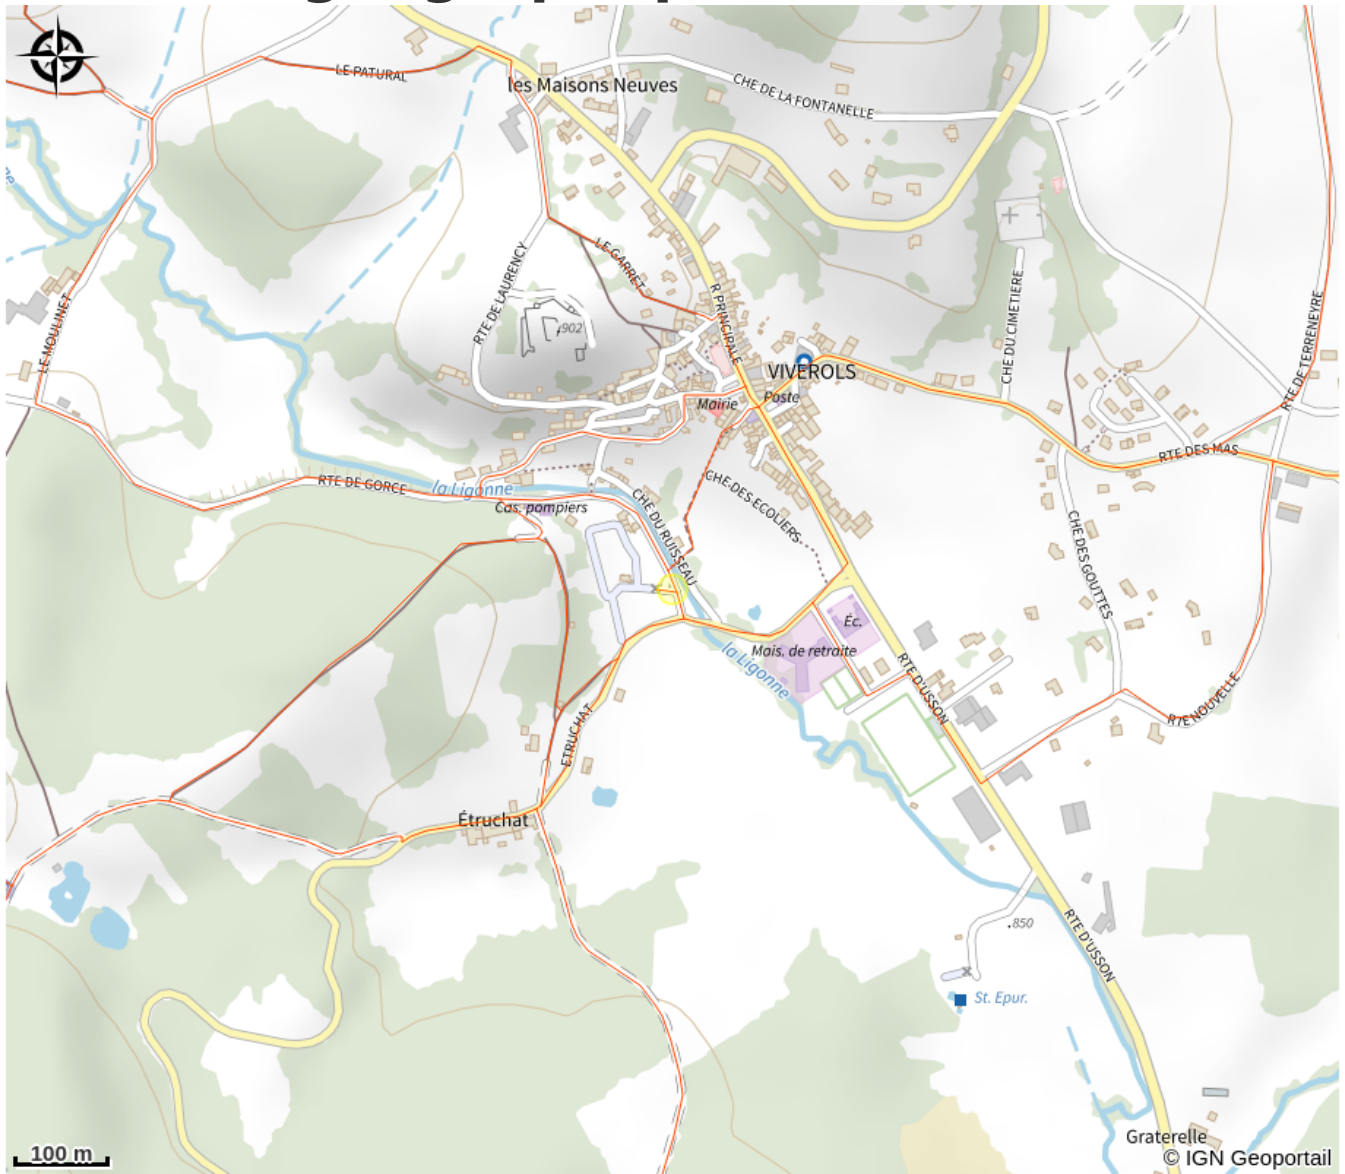 LE PATURAL
les Maisons Neuves
CHE DE LA FONTANELLE
LE GARRET
RTE DE LAURENCY
R PRINCIPALE
CHE DU CIMETIERE
RTE DE TERRENEYRE
LE MOULINET
902
VIVEROLS
Mairie
Poste
RTE DES MAS
RTE DE GORCE
la Ligonne
Cas. pompiers
CHE DU RUISSEAU
CHE DES ECOLIERS
CHE DES GOUTTES
Éc.
Mais. de retraite
la Ligonne
RTE D'USSON
RTE NOUVELLE
ETRUCHAT
Étruchat
850
RTE D'USSON
St. Epur.
Graterelle
100 m
© IGN Geoportail